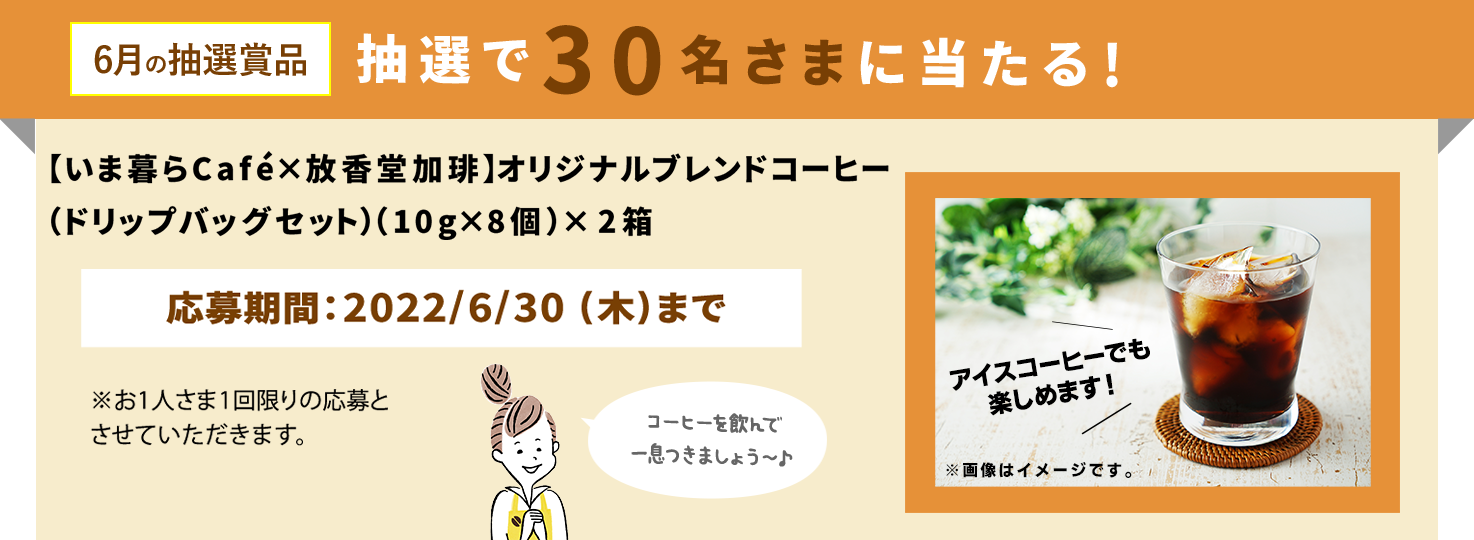 6月の抽選賞品
抽選で30名さまに当たる!
【いま暮らCafé×放香堂加琲】オリジナルブレンドコーヒー
(ドリップバッグセット)(10g×8個)×2箱
応募期間：2022/6/30 (木)まで
※お1人さま1回限りの応募と
させていただきます。
コーヒーを飲んで
一息つきましょう～♪
アイスコーヒーでも
楽しめます!
※画像はイメージです。